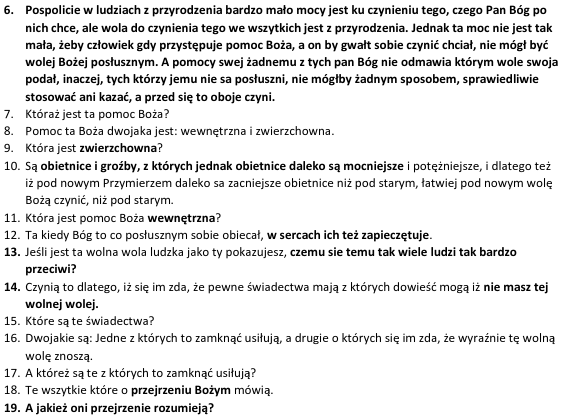 6. Pospolicie w ludziach z przyrodzenia bardzo mało mocy jest ku czynieniu tego, czego Pan Bóg po
nich chce, ale wola do czynienia tego we wszytkich jest z przyrodzenia. Jednak ta moc nie jest tak
mała, żeby człowiek gdy przystępuje pomoc Boża, a on by gwałt sobie czynić chciał, nie mógł być
wolej Bożej posłusznym. A pomocy swej żadnemu z tych pan Bóg nie odmawia którym wole swoja
podał, inaczej, tych którzy jemu nie sa posłuszni, nie mógłby żadnym sposobem, sprawiedliwie
stosować ani kazać, a przed się to oboje czyni.
7. Któraż jest ta pomoc Boża?
8. Pomoc ta Boża dwojaka jest: wewnętrzna i zwierzchowna.
9. Która jest zwierzchowna?
10. Są obietnice i groźby, z których jednak obietnice daleko są mocniejsze i potężniejsze, i dlatego też
iż pod nowym Przymierzem daleko sa zacniejsze obietnice niż pod starym, łatwiej pod nowym wolę
Bożą czynić, niż pod starym.
11. Która jest pomoc Boża wewnętrzna?
12. Ta kiedy Bóg to co posłusznym sobie obiecał, w sercach ich też zapieczętuje.
13. Jeśli jest ta wolna wola ludzka jako ty pokazujesz, czemu sie temu tak wiele ludzi tak bardzo
przeciwi?
14. Czynią to dlatego, iż się im zda, że pewne świadectwa mają z których dowieść mogą iż nie masz tej
wolnej wolej.
15. Które są te świadectwa?
16. Dwojakie są: Jedne z których to zamknąć usiłują, a drugie o których się im zda, że wyraźnie tę wolną
wolę znoszą.
17. A któreż są te z których to zamknąć usiłują?
18. Te wszytkie które o przejrzeniu Bożym mówią.
19. A jakież oni przejrzenie rozumieją?